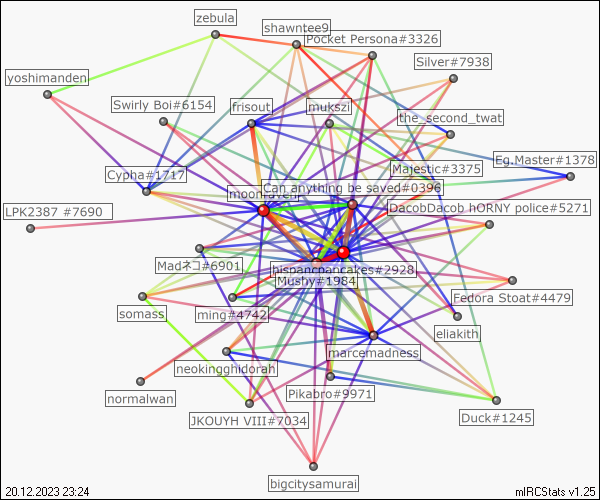 zebula
shawntee9
Pocket Persona#3326
Silver#7938
yoshimanden
Swirly Boi#6154
frisout
mukszi
the_second_twat
Cypha#1717
Majestic#3375
Eg.Master#1378
Can anything be saved#0396
LPK2387 #7690
DacobDacob hORNY police#5271
Madネコ#6901
hispancpancakes#2928
Mushy#1984
Fedora Stoat#4479
somass
ming#4742
eliakith
marcemadness
neokingghidorah
normalwan
Pikabro#9971
JKOUYH VIII#7034
Duck#1245
bigcitysamurai
20.12.2023 23:24
mIRCStats v1.25